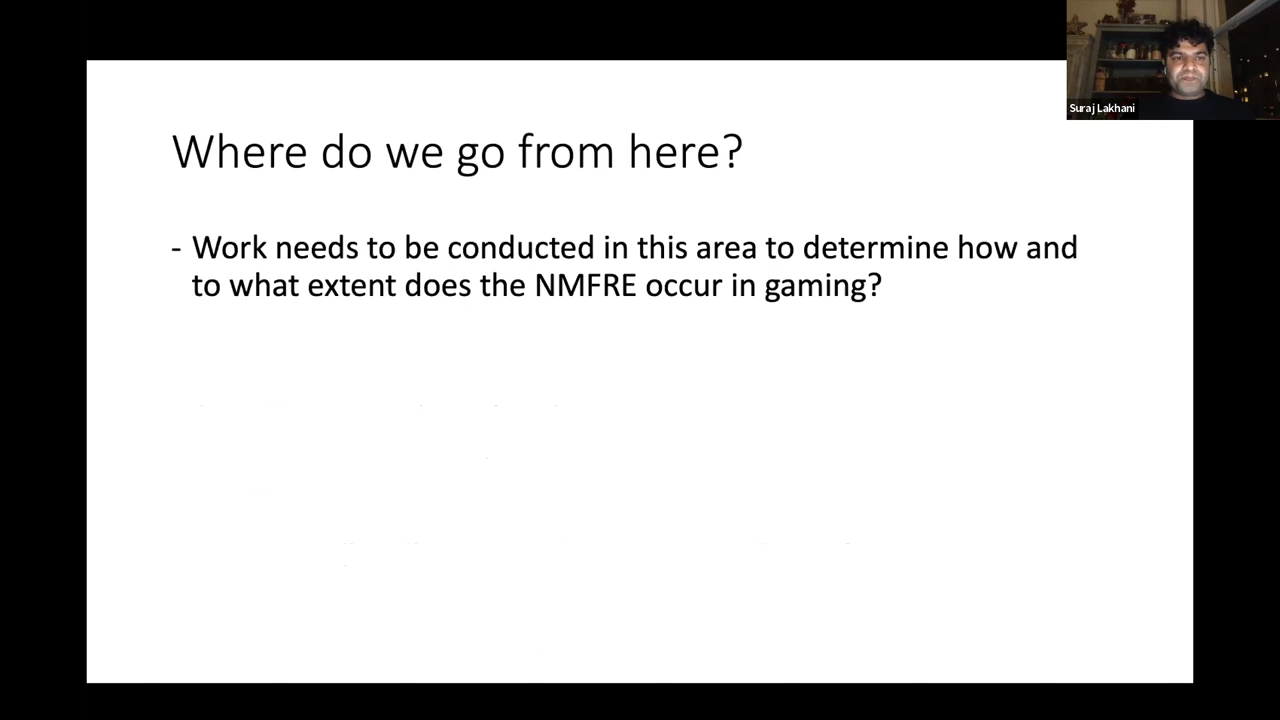 Suraj Lakhani
Where do we go from here?
- Work needs to be conducted in this area to determine how and
to what extent does the NMFRE occur in gaming?